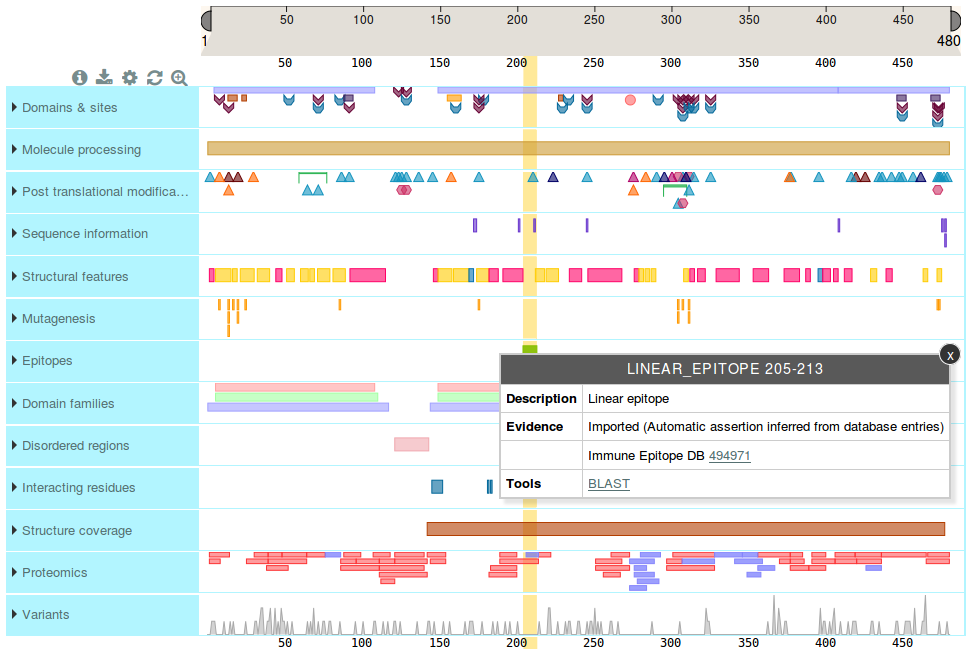 50 100 150 200 250 300 350 400 450
1 480
50 100 150 200 250 300 350 400 450
Domains & sites
Molecule processing
Post translational modifica...
Sequence information
Structural features
Mutagenesis
Epitopes
x
LINEAR_EPITOPE 205-213
Description Linear epitope
Evidence Imported (Automatic assertion inferred from database entries)
Immune Epitope DB 494971
Tools BLAST
Domain families
Disordered regions
Interacting residues
Structure coverage
Proteomics
Variants
50 100 150 200 250 300 350 400 450